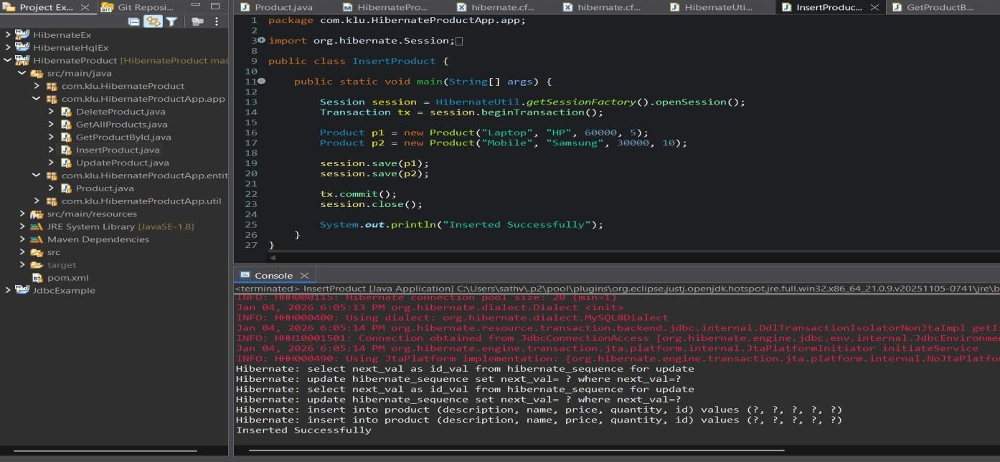 Project Ex...
Git Reposi...
HibernateEx
HibernateHqlEx
HibernateProduct [HibernateProduct mas
src/main/java
com.klu.HibernateProduct
com.klu.HibernateProductApp.app
DeleteProduct.java
GetAllProducts.java
GetProductById.java
InsertProduct.java
UpdateProduct.java
com.klu.HibernateProductApp.entit
Product.java
com.klu.HibernateProductApp.util
src/main/resources
JRE System Library [JavaSE-1.8]
Maven Dependencies
src
target
pom.xml
JdbcExample
Product.java
HibernatePro...
hibernate.cf...
hibernate.cf...
HibernateUti...
InsertProduc...
GetProductB...
1 package com.klu.HibernateProductApp.app;
2
3 import org.hibernate.Session;
8
9 public class InsertProduct {
10
11 public static void main(String[] args) {
12
13 Session session = HibernateUtil.getSessionFactory().openSession();
14 Transaction tx = session.beginTransaction();
15
16 Product p1 = new Product("Laptop", "HP", 60000, 5);
17 Product p2 = new Product("Mobile", "Samsung", 30000, 10);
18
19 session.save(p1);
20 session.save(p2);
21
22 tx.commit();
23 session.close();
24
25 System.out.println("Inserted Successfully");
26 }
27 }
Console
<terminated> InsertProduct [Java Application] C:\Users\sathv\.p2\pool\plugins\org.eclipse.justj.openjdk.hotspot.jre.full.win32.x86_64_21.0.9.v20251105-0741\jre\b
INFO: HHH000115: Hibernate connection pool size: 20 (min=1)
Jan 04, 2026 6:05:13 PM org.hibernate.dialect.Dialect <init>
INFO: HHH000400: Using dialect: org.hibernate.dialect.MySQL8Dialect
Jan 04, 2026 6:05:14 PM org.hibernate.resource.transaction.backend.jdbc.internal.DdlTransactionIsolatorNonJtaImpl getI
INFO: HHH10001501: Connection obtained from JdbcConnectionAccess [org.hibernate.engine.jdbc.env.internal.JdbcEnvironme
Jan 04, 2026 6:05:14 PM org.hibernate.engine.transaction.jta.platform.internal.JtaPlatformInitiator initiateService
INFO: HHH000490: Using JtaPlatform implementation: [org.hibernate.engine.transaction.jta.platform.internal.NoJtaPlatfo
Hibernate: select next_val as id_val from hibernate_sequence for update
Hibernate: update hibernate_sequence set next_val= ? where next_val=?
Hibernate: select next_val as id_val from hibernate_sequence for update
Hibernate: update hibernate_sequence set next_val= ? where next_val=?
Hibernate: insert into product (description, name, price, quantity, id) values (?, ?, ?, ?, ?)
Hibernate: insert into product (description, name, price, quantity, id) values (?, ?, ?, ?, ?)
Inserted Successfully